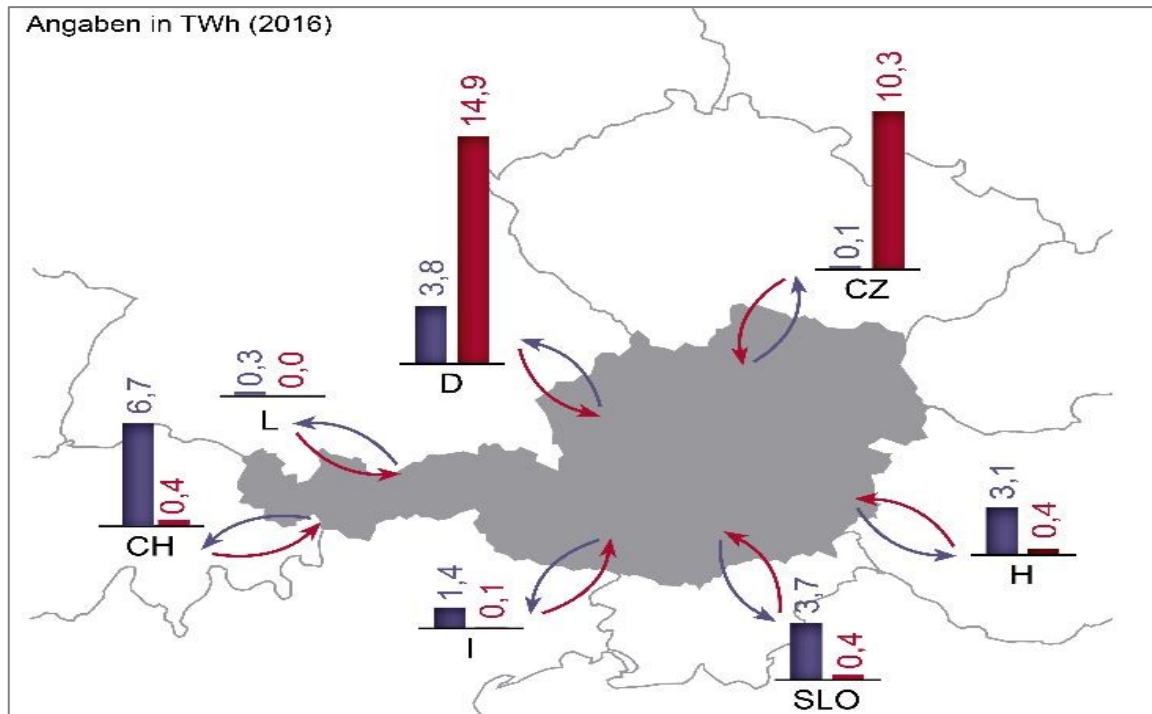 Angaben in TWh (2016)
14,9
3,8
D
10,3
0,1
CZ
0,3
0,0
L
6,7
0,4
CH
3,1
0,4
H
1,4
0,1
I
3,7
0,4
SLO